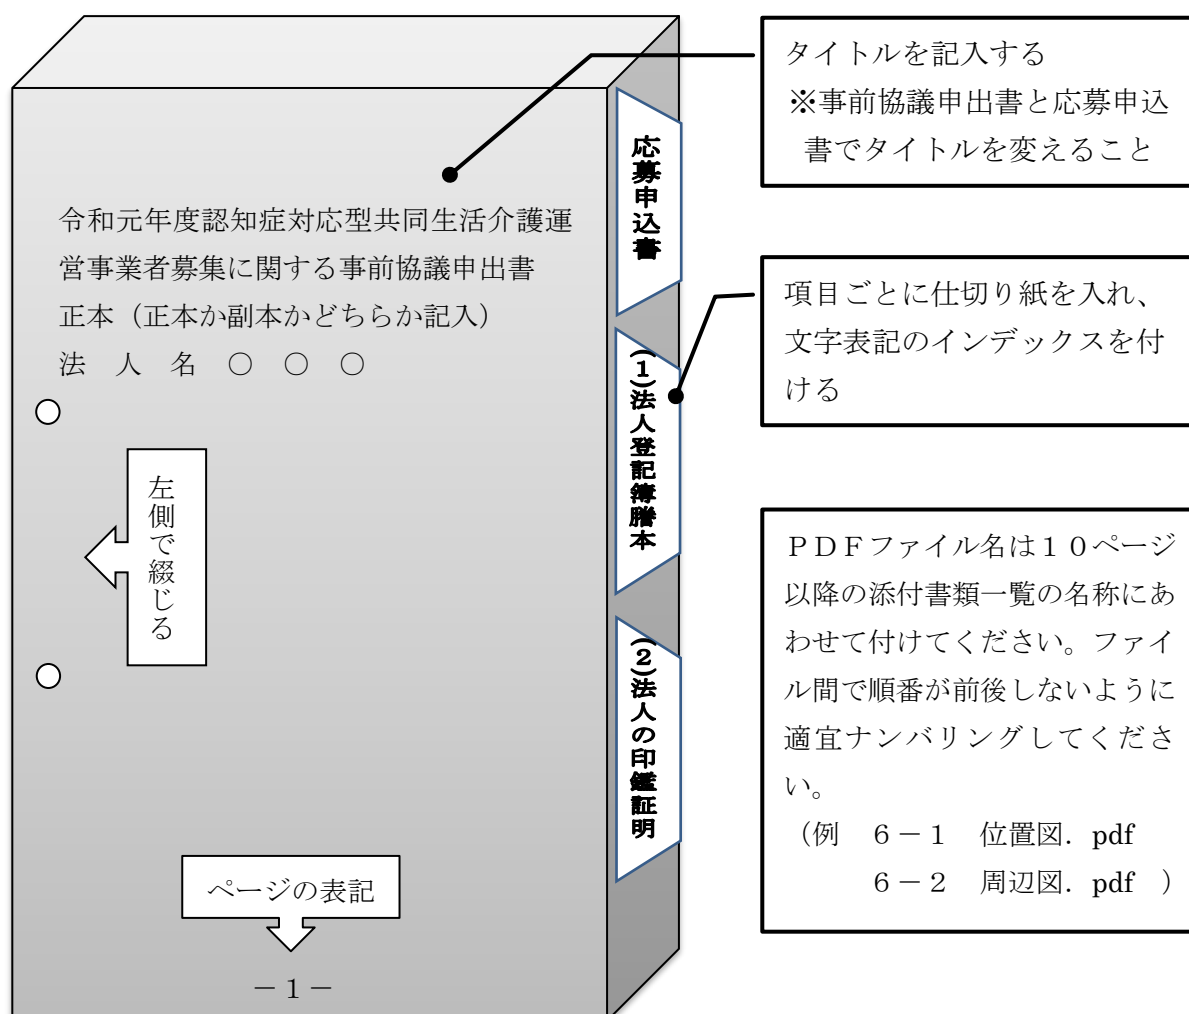 令和元年度認知症対応型共同生活介護運
営事業者募集に関する事前協議申出書
正本（正本か副本かどちらか記入）
法　人　名　○　○　○
左側で綴じる
ページの表記
－１－
応募申込書
(1)法人登記簿謄本
(2)法人の印鑑証明
タイトルを記入する
※事前協議申出書と応募申込
書でタイトルを変えること
項目ごとに仕切り紙を入れ、
文字表記のインデックスを付
ける
ＰＤＦファイル名は１０ページ
以降の添付書類一覧の名称にあ
わせて付けてください。ファイ
ル間で順番が前後しないように
適宜ナンバリングしてくださ
い。
（例　６－１　位置図．pdf
６－２　周辺図．pdf　）